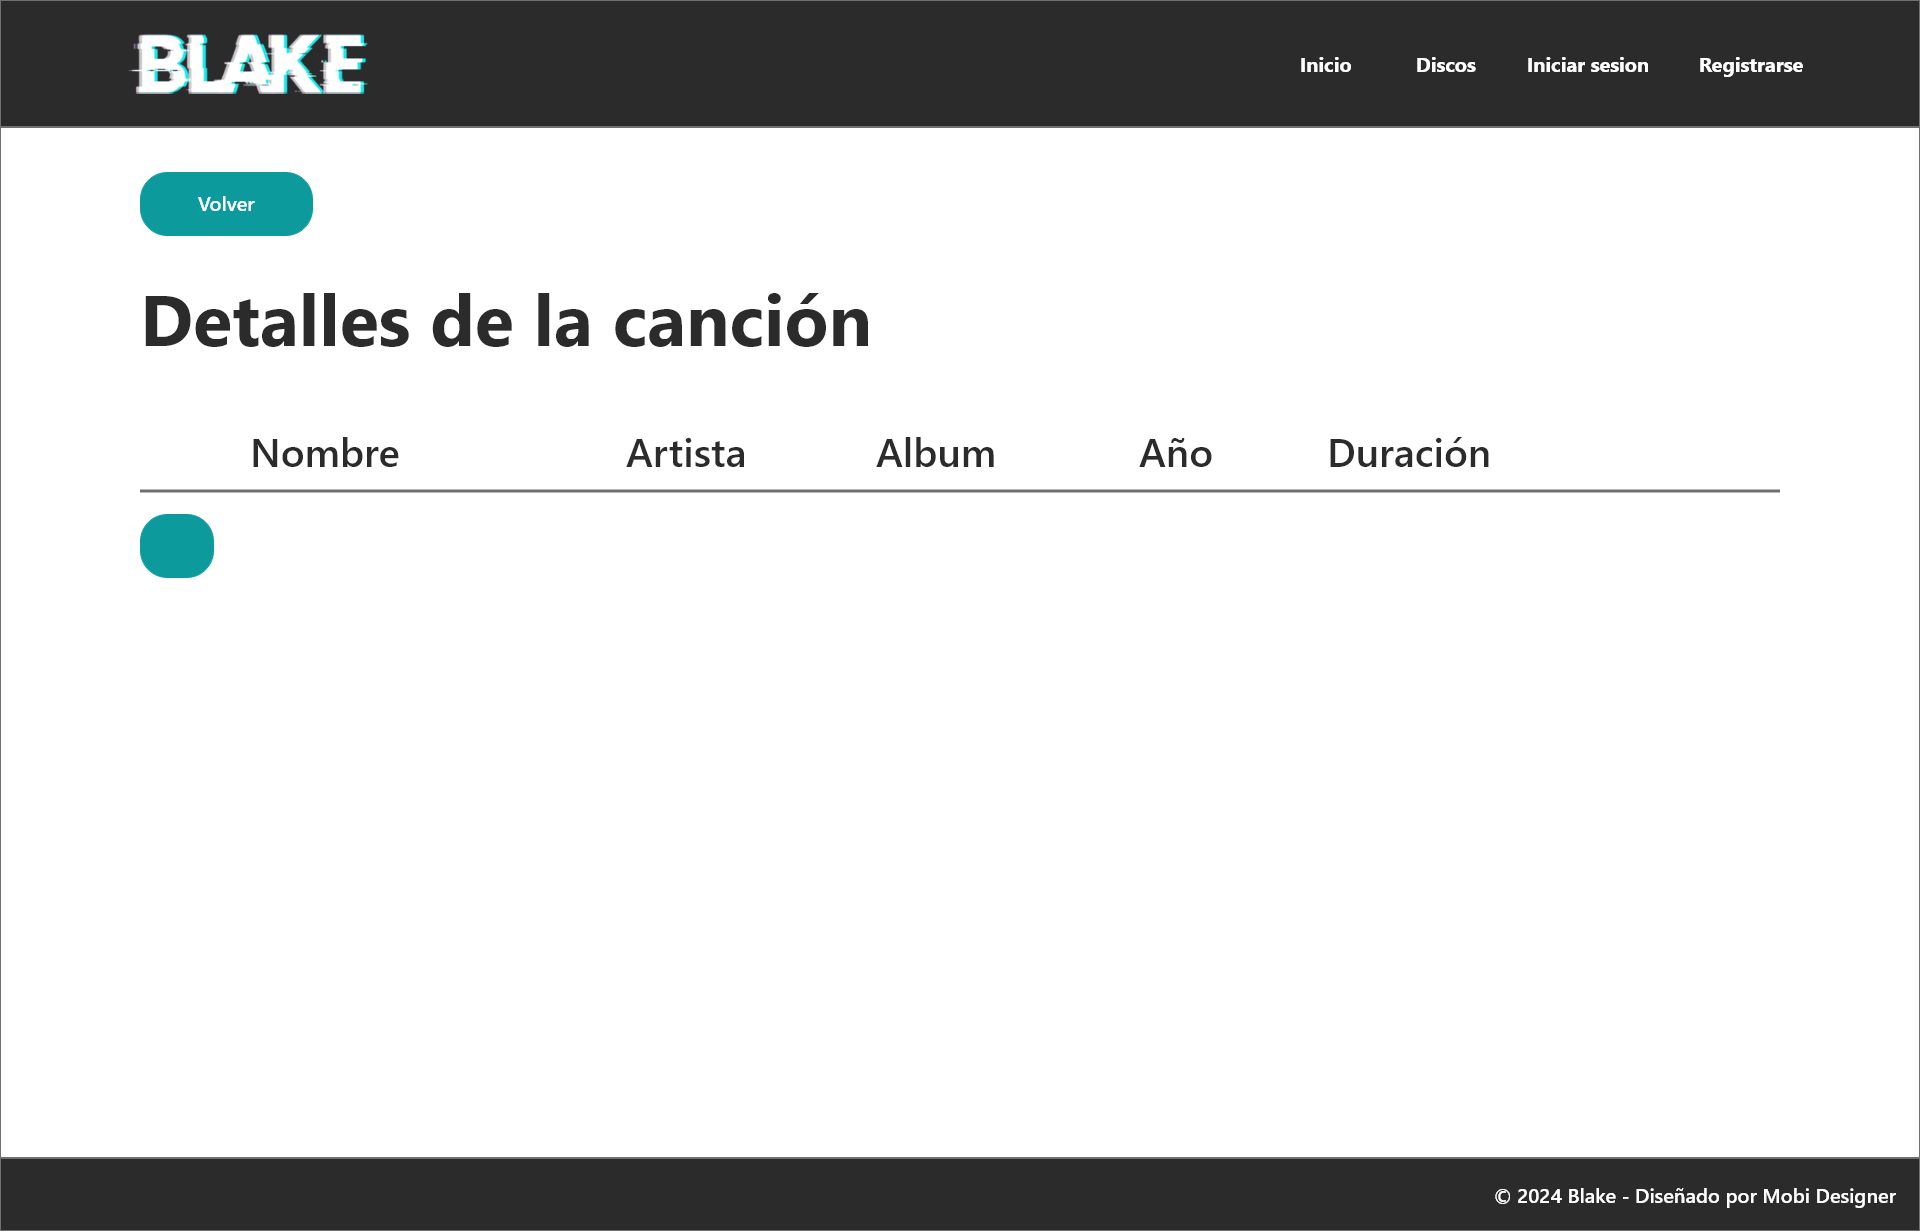 BLAKE
Inicio Discos Iniciar sesion Registrarse
Volver
Detalles de la canción
Nombre Artista Album Año Duración
© 2024 Blake - Diseñado por Mobi Designer